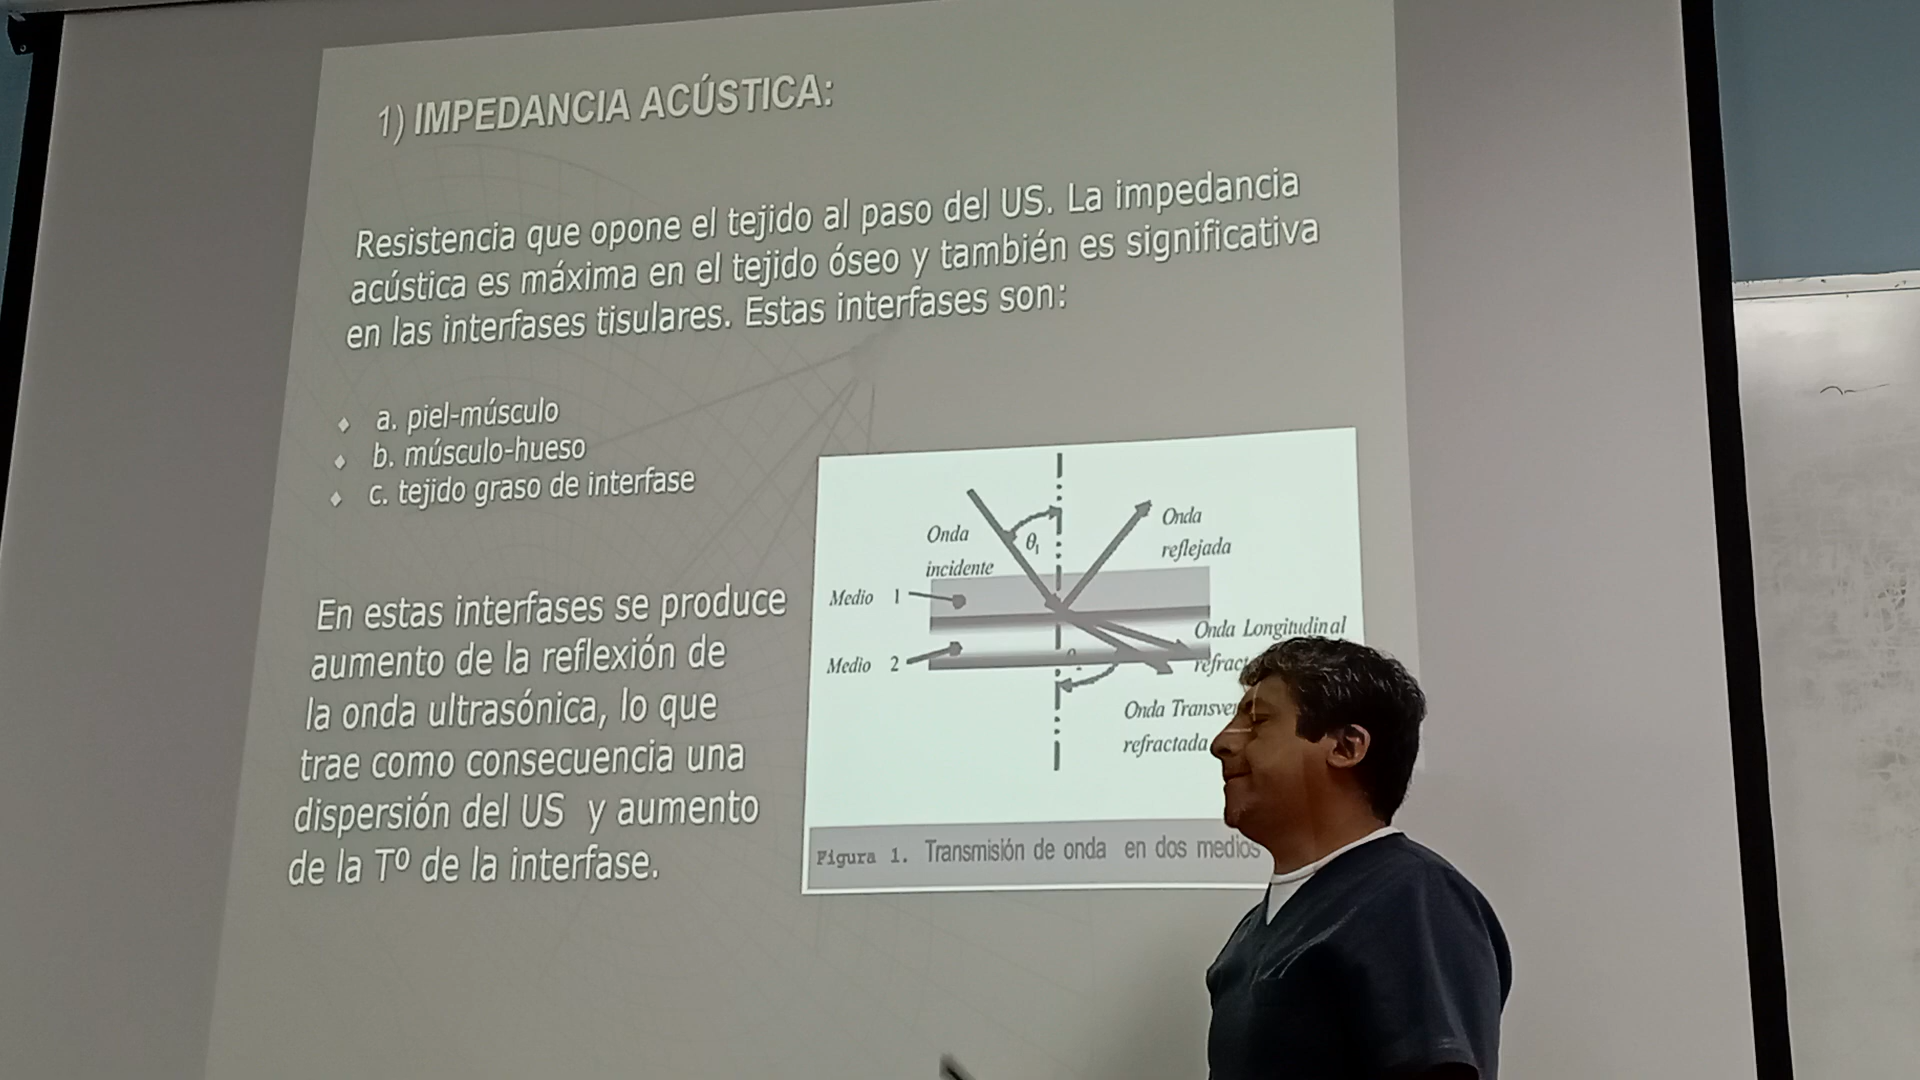 1) IMPEDANCIA ACÚSTICA:
Resistencia que opone el tejido al paso del US. La impedancia
acústica es máxima en el tejido óseo y también es significativa
en las interfases tisulares. Estas interfases son:
a. piel-músculo
b. músculo-hueso
c. tejido graso de interfase
En estas interfases se produce
aumento de la reflexión de
la onda ultrasónica, lo que
trae como consecuencia una
dispersión del US y aumento
de la Tº de la interfase.
Onda
incidente
θ₁
Onda
reflejada
Medio 1
Medio 2
Onda Longitudinal
Onda
refractada
Figura 1. Transmisión de onda en dos medios